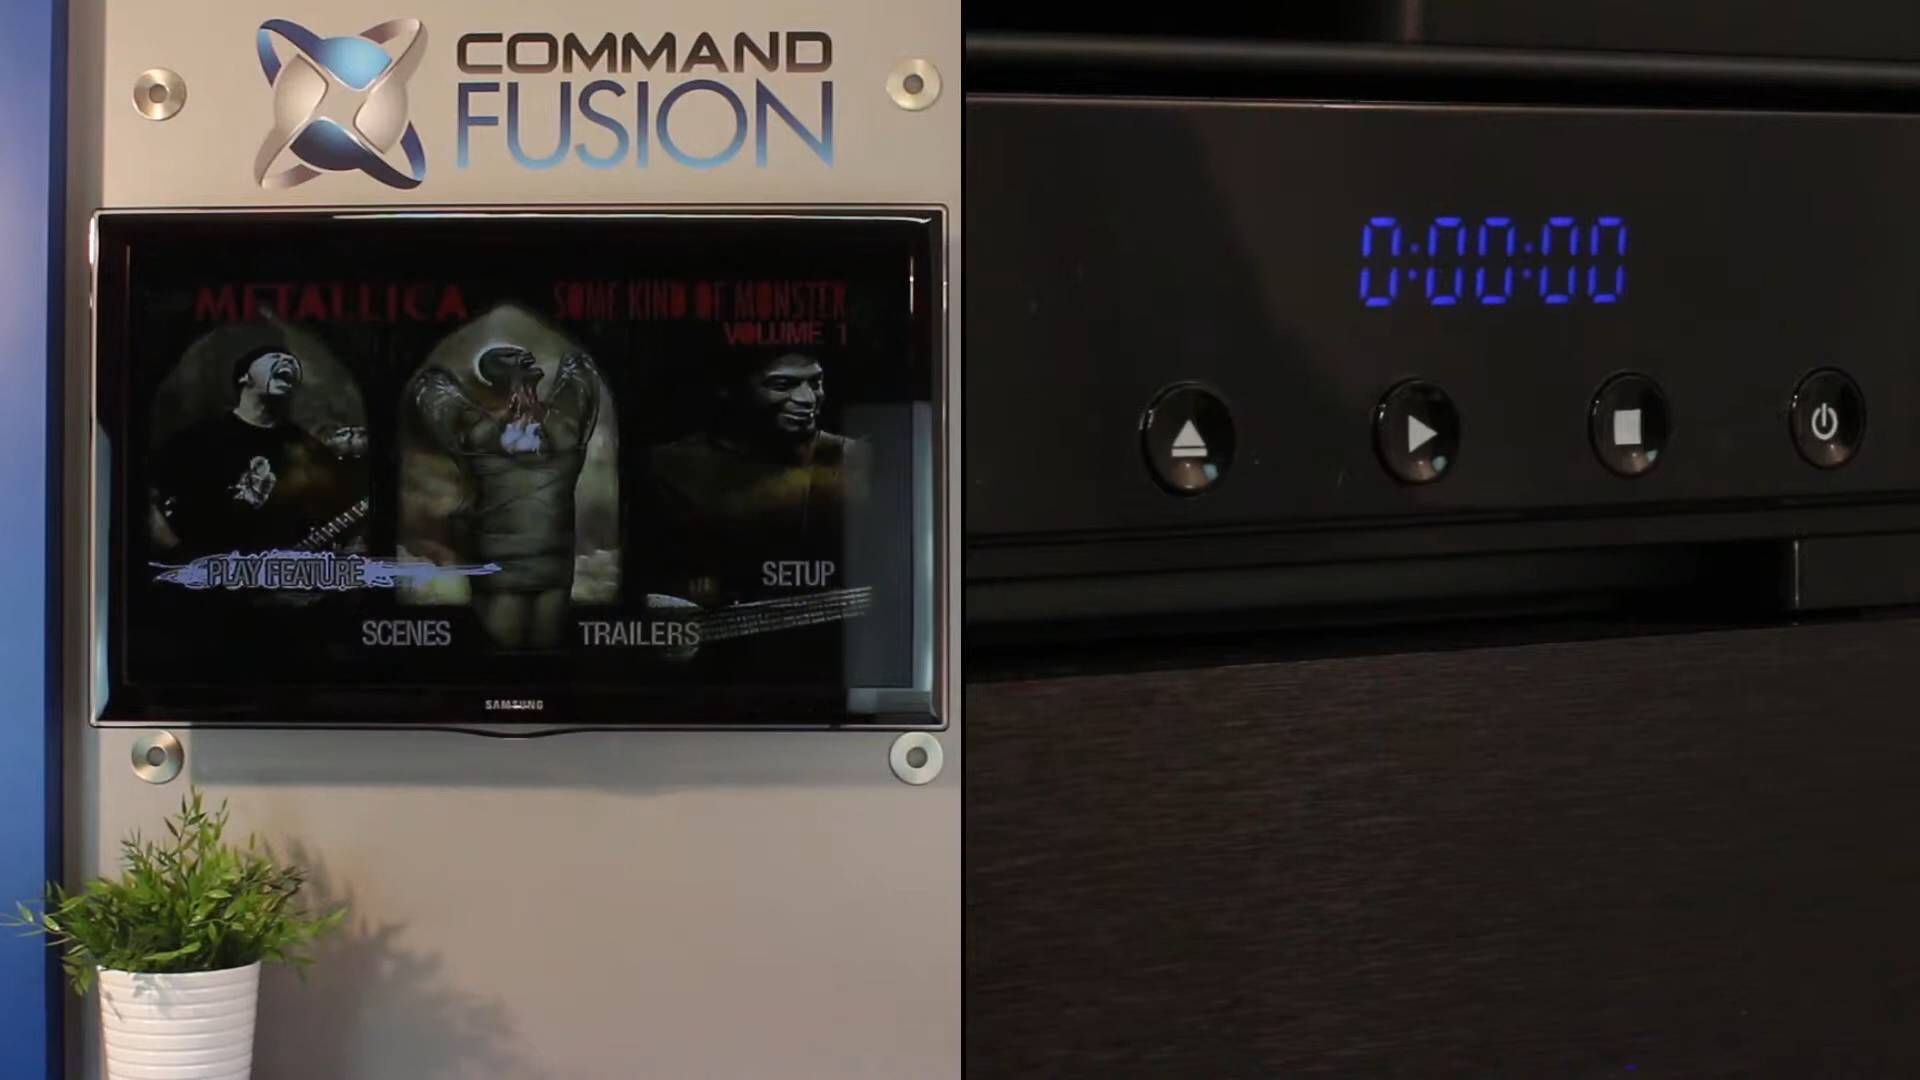 COMMAND
FUSION
METALLICA
SOME KIND OF MONSTER
VOLUME 1
PLAY FEATURE
SETUP
SCENES
TRAILERS
SAMSUNG
0:00:00